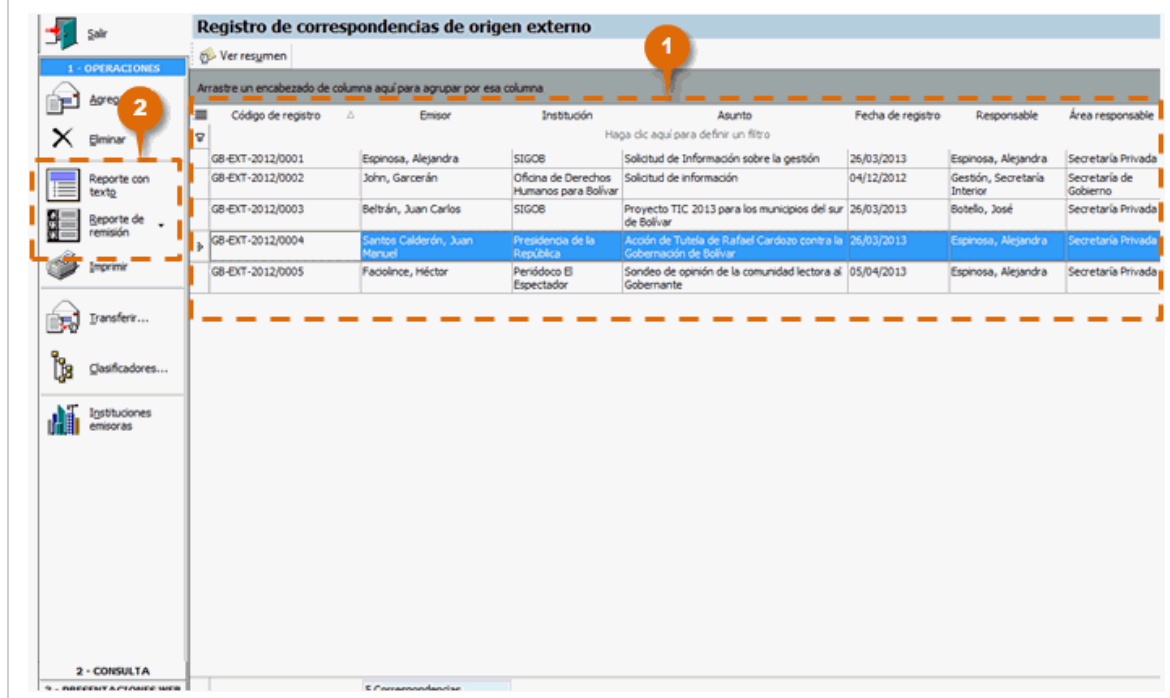 Salir
Registro de correspondencias de origen externo
Ver resumen
1
1 - OPERACIONES
Arrastre un encabezado de columna aquí para agrupar por esa columna
2
Código de registro Emisor Institución Asunto Fecha de registro Responsable Área responsable
Eliminar
Haga clic aquí para definir un filtro
GB-EXT-2012/0001 Espinosa, Alejandra SIGOB Solicitud de Información sobre la gestión 26/03/2013 Espinosa, Alejandra Secretaría Privada
Reporte con
texto
GB-EXT-2012/0002 John, Garcerán Oficina de Derechos Solicitud de información 04/12/2012 Gestión, Secretaría Secretaría de
Humanos para Bolívar Interior Gobierno
Reporte de
remisión
GB-EXT-2012/0003 Beltrán, Juan Carlos SIGOB Proyecto TIC 2013 para los municipios del sur 26/03/2013 Botello, José Secretaría Privada
de Bolívar
GB-EXT-2012/0004 Santos Calderón, Juan Presidencia de la Acción de Tutela de Rafael Cardozo contra la 26/03/2013 Espinosa, Alejandra Secretaría Privada
Manuel República Gobernación de Bolívar
Imprimir
GB-EXT-2012/0005 Faciolince, Héctor Periódoco El Sondeo de opinión de la comunidad lectora al 05/04/2013 Espinosa, Alejandra Secretaría Privada
Espectador Gobernante
Transferir...
Clasificadores...
Instituciones
emisoras
2 - CONSULTA
5 Correspondencias